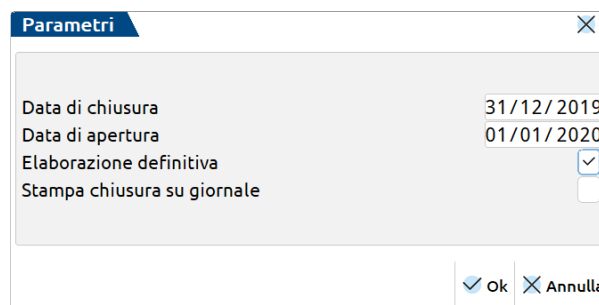 Parametri
Data di chiusura 31/12/2019
Data di apertura 01/01/2020
Elaborazione definitiva
Stampa chiusura su giornale
Ok Annulla